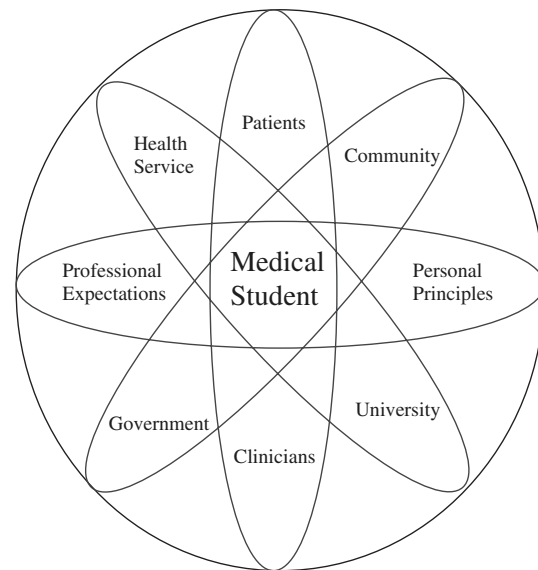 Patients
Health
Service
Community
Professional
Expectations
Medical
Student
Personal
Principles
Government
University
Clinicians